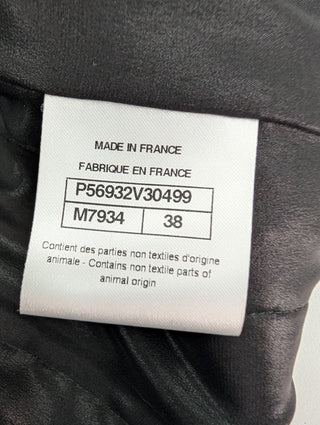 MADE IN FRANCE
FABRIQUE EN FRANCE
P56932V30499
M7934 38
Contient des parties non textiles d'origine
animale - Contains non textile parts of
animal origin